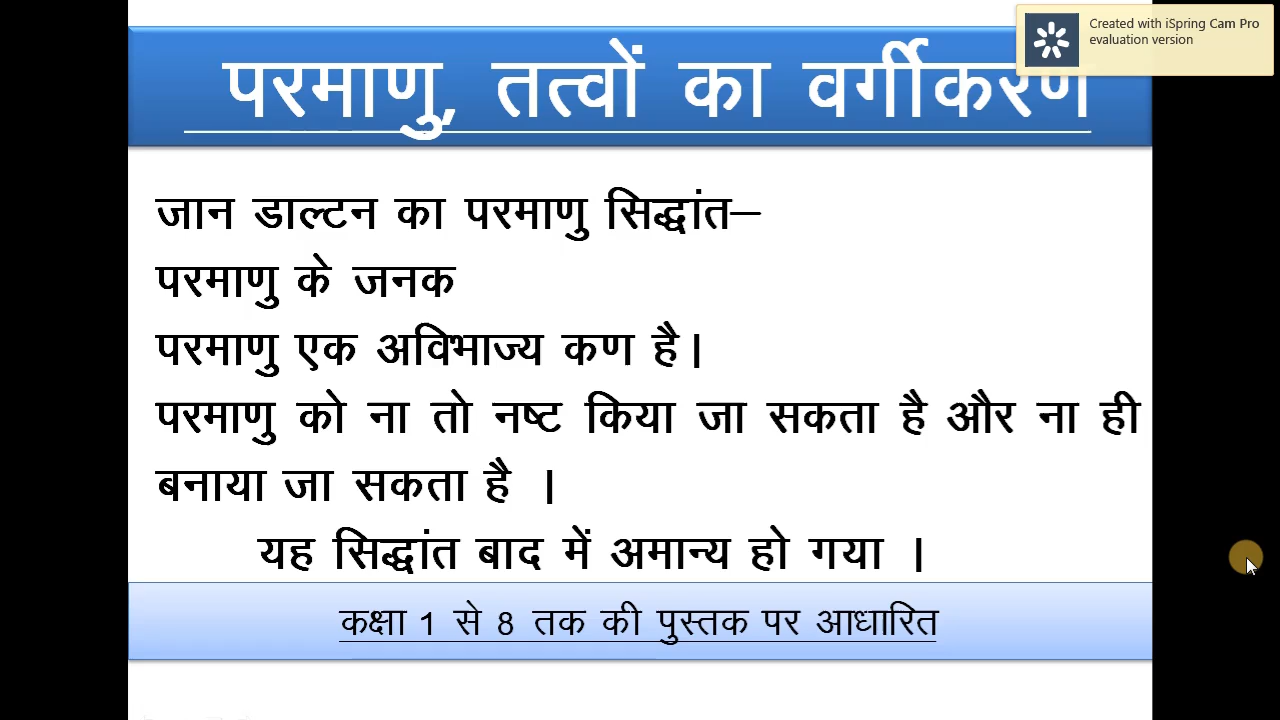 Created with iSpring Cam Pro
evaluation version
परमाणु, तत्वों का वर्गीकरण
जान डाल्टन का परमाणु सिद्धांत–
परमाणु के जनक
परमाणु एक अविभाज्य कण है।
परमाणु को ना तो नष्ट किया जा सकता है और ना ही
बनाया जा सकता है ।
यह सिद्धांत बाद में अमान्य हो गया ।
कक्षा 1 से 8 तक की पुस्तक पर आधारित